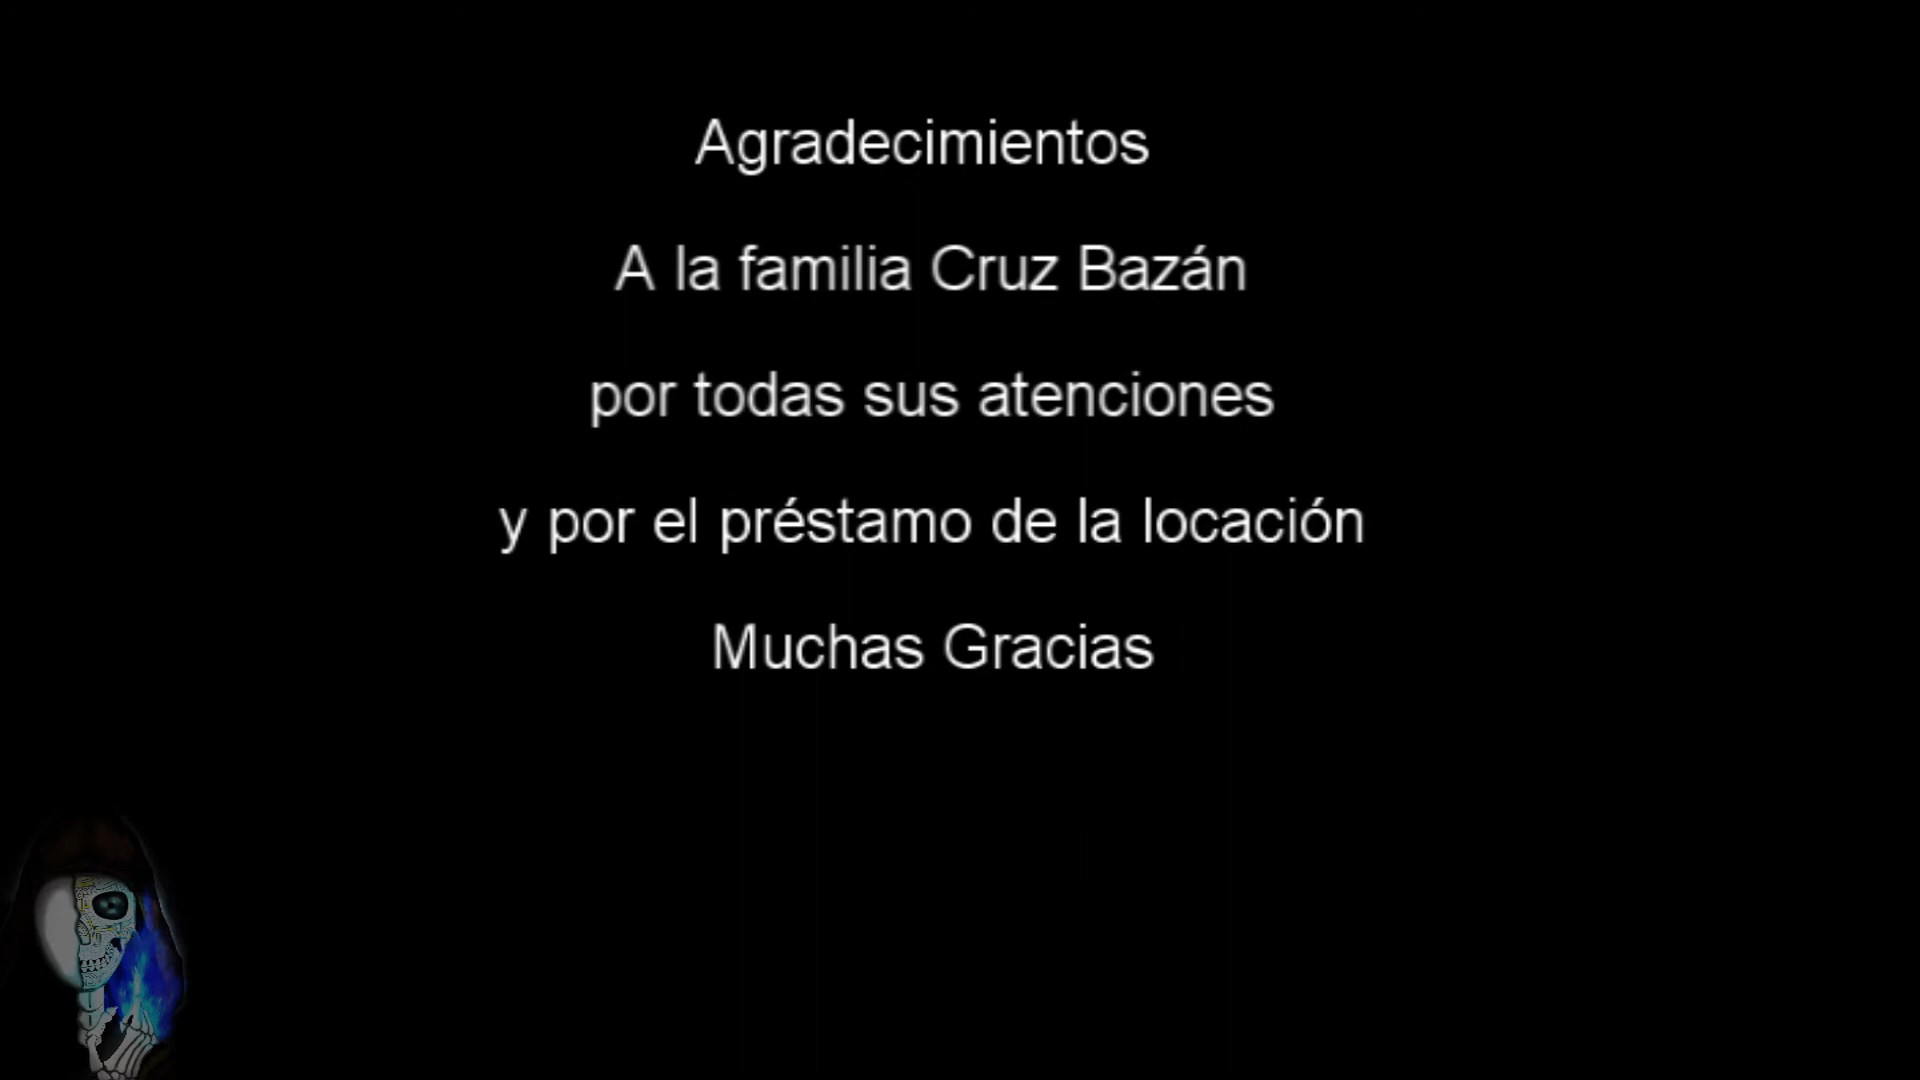 Agradecimientos
A la familia Cruz Bazán
por todas sus atenciones
y por el préstamo de la locación
Muchas Gracias